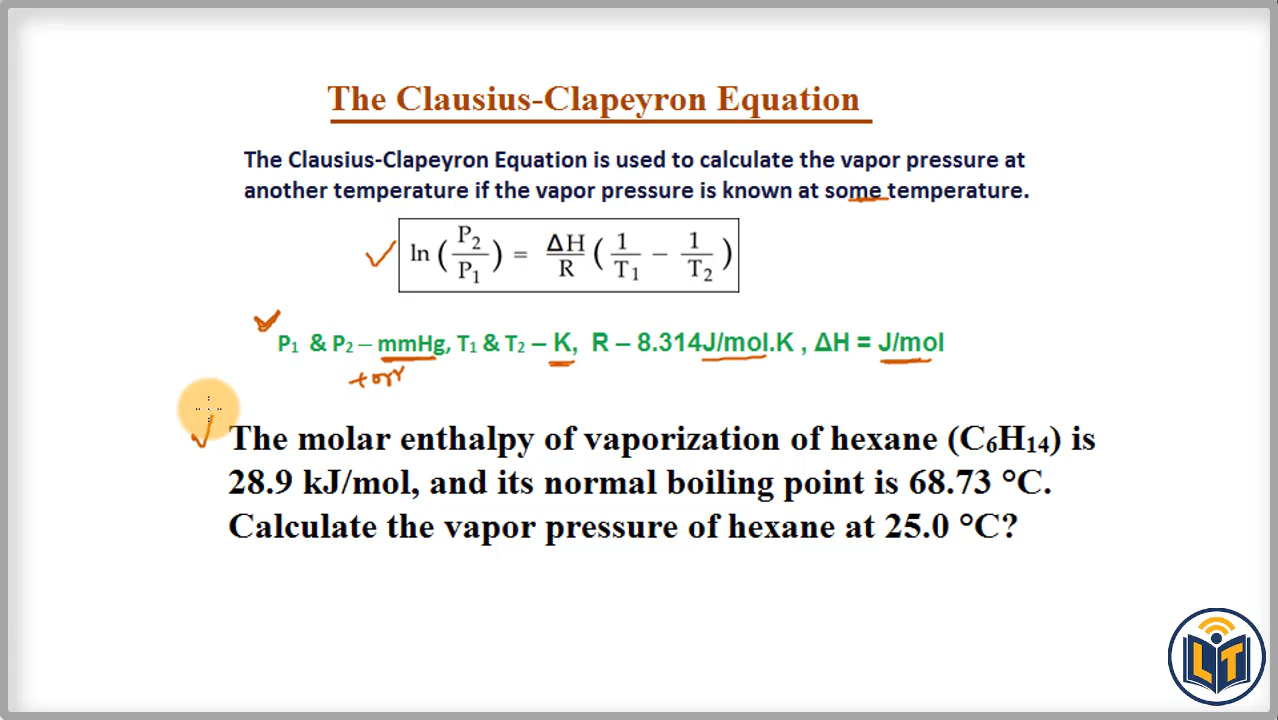 The Clausius-Clapeyron Equation
The Clausius-Clapeyron Equation is used to calculate the vapor pressure at
another temperature if the vapor pressure is known at some temperature.
ln (P₂/P₁) = ΔH/R (1/T₁ − 1/T₂)
P₁ & P₂ – mmHg, T₁ & T₂ – K, R – 8.314J/mol.K , ΔH = J/mol
torr
The molar enthalpy of vaporization of hexane (C₆H₁₄) is
28.9 kJ/mol, and its normal boiling point is 68.73 °C.
Calculate the vapor pressure of hexane at 25.0 °C?
LT